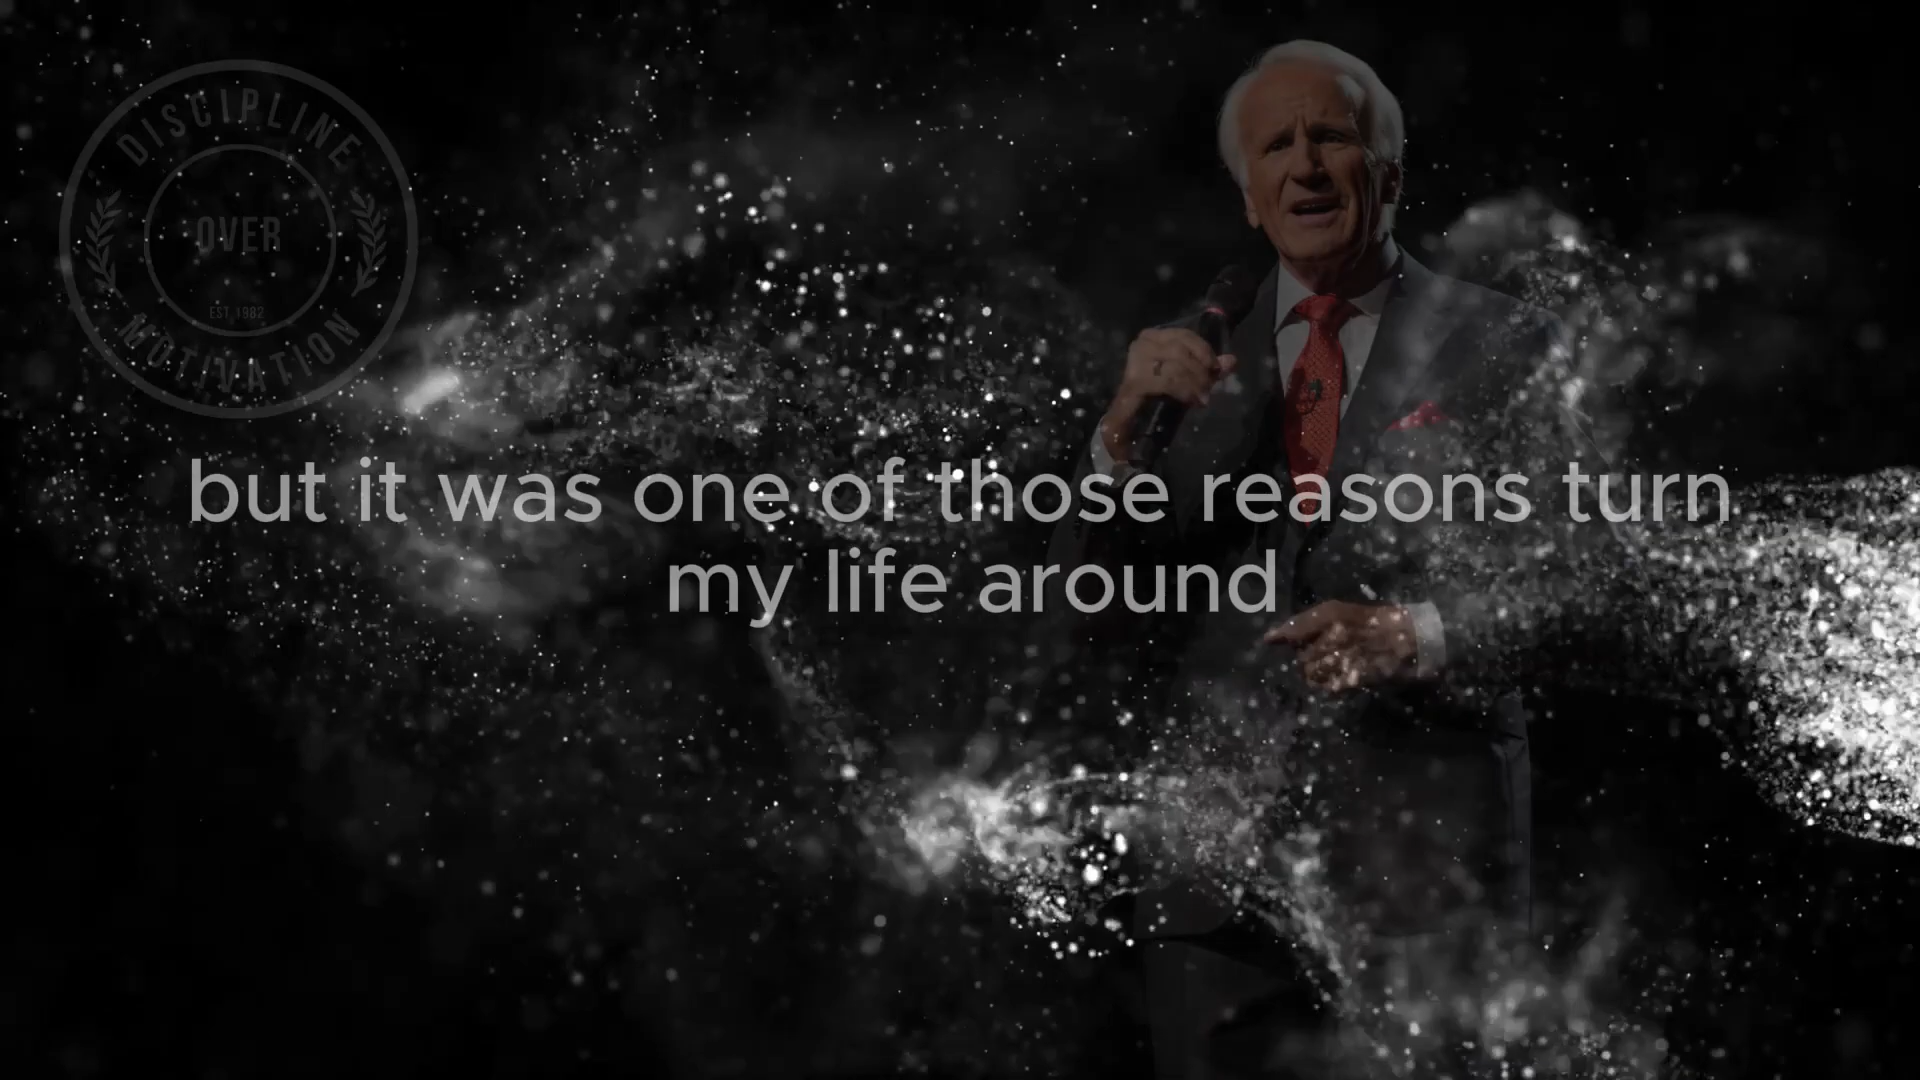 DISCIPLINE
OVER
EST. 1982
MOTIVATION
but it was one of those reasons turn
my life around